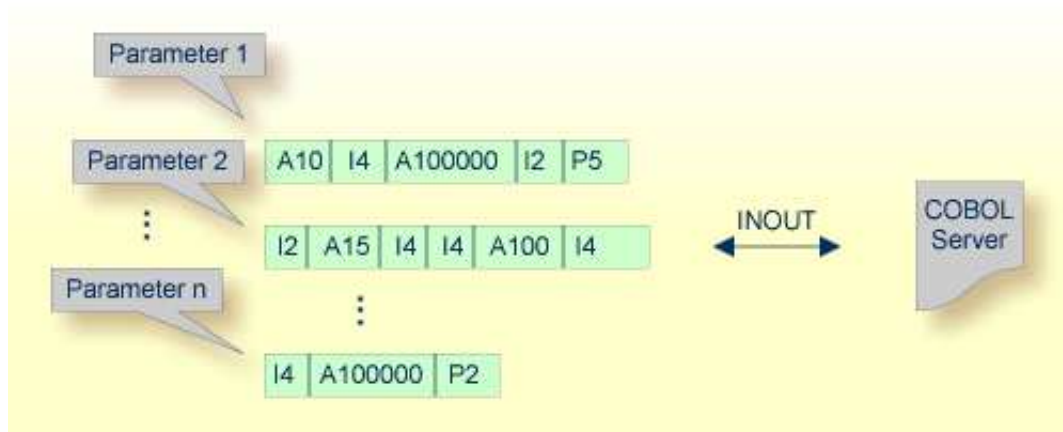 Parameter 1
Parameter 2
A10 I4 A100000 I2 P5
INOUT
COBOL
Server
I2 A15 I4 I4 A100 I4
Parameter n
I4 A100000 P2